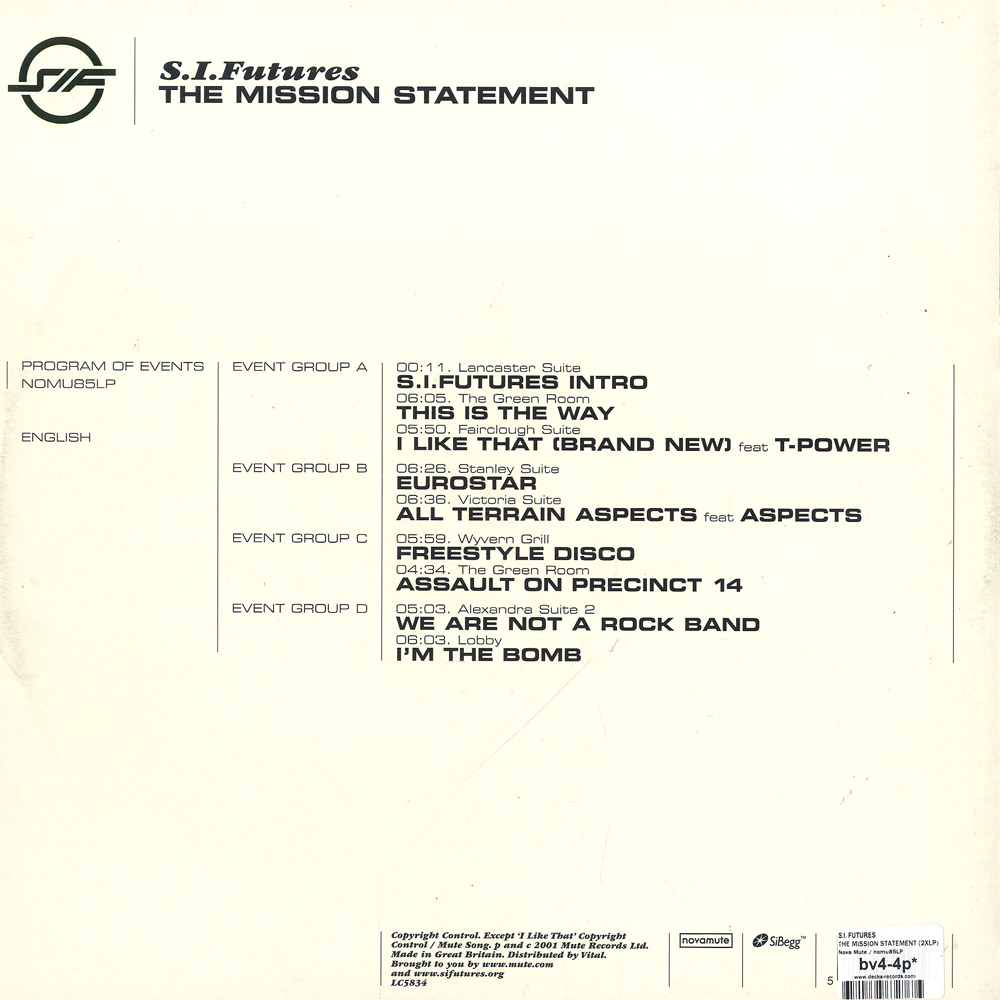 SIF
S.I.Futures
THE MISSION STATEMENT
PROGRAM OF EVENTS
NOMU85LP
ENGLISH
EVENT GROUP A
00:11. Lancaster Suite
S.I.FUTURES INTRO
06:05. The Green Room
THIS IS THE WAY
05:50. Fairclough Suite
I LIKE THAT (BRAND NEW) feat T-POWER
EVENT GROUP B
06:26. Stanley Suite
EUROSTAR
06:36. Victoria Suite
ALL TERRAIN ASPECTS feat ASPECTS
EVENT GROUP C
05:59. Wyvern Grill
FREESTYLE DISCO
04:34. The Green Room
ASSAULT ON PRECINCT 14
EVENT GROUP D
05:03. Alexandra Suite 2
WE ARE NOT A ROCK BAND
06:03. Lobby
I'M THE BOMB
Copyright Control. Except 'I Like That' Copyright
Control / Mute Song. p and c 2001 Mute Records Ltd.
Made in Great Britain. Distributed by Vital.
Brought to you by www.mute.com
and www.sifutures.org
LC5834
novamute
SiBegg™
5
S.I. FUTURES
THE MISSION STATEMENT (2XLP)
Nova Mute / nomu85LP
bv4-4p*
www.decks-records.com